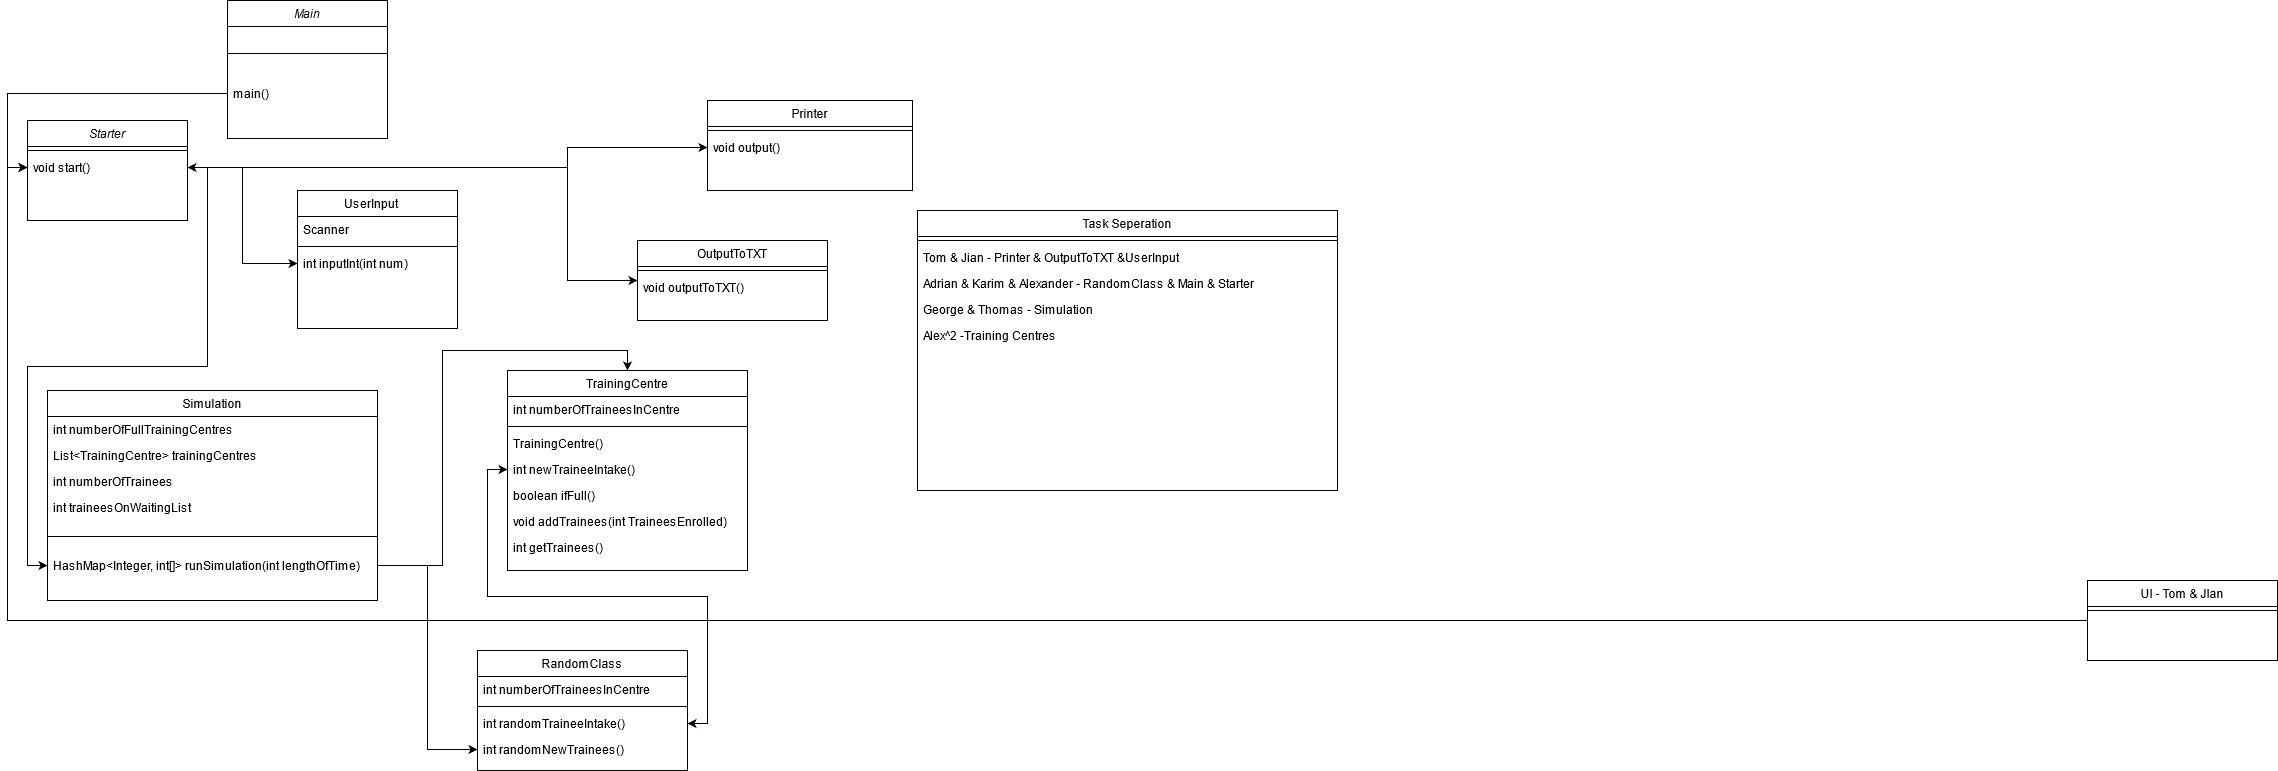 Main
main()
Starter
void start()
Printer
void output()
UserInput
Scanner
int inputInt(int num)
OutputToTXT
void outputToTXT()
Task Seperation
Tom & Jian - Printer & OutputToTXT &UserInput
Adrian & Karim & Alexander - RandomClass & Main & Starter
George & Thomas - Simulation
Alex^2 -Training Centres
Simulation
int numberOfFullTrainingCentres
List<TrainingCentre> trainingCentres
int numberOfTrainees
int traineesOnWaitingList
HashMap<Integer, int[]> runSimulation(int lengthOfTime)
TrainingCentre
int numberOfTraineesInCentre
TrainingCentre()
int newTraineeIntake()
boolean ifFull()
void addTrainees(int TraineesEnrolled)
int getTrainees()
UI - Tom & JIan
RandomClass
int numberOfTraineesInCentre
int randomTraineeIntake()
int randomNewTrainees()